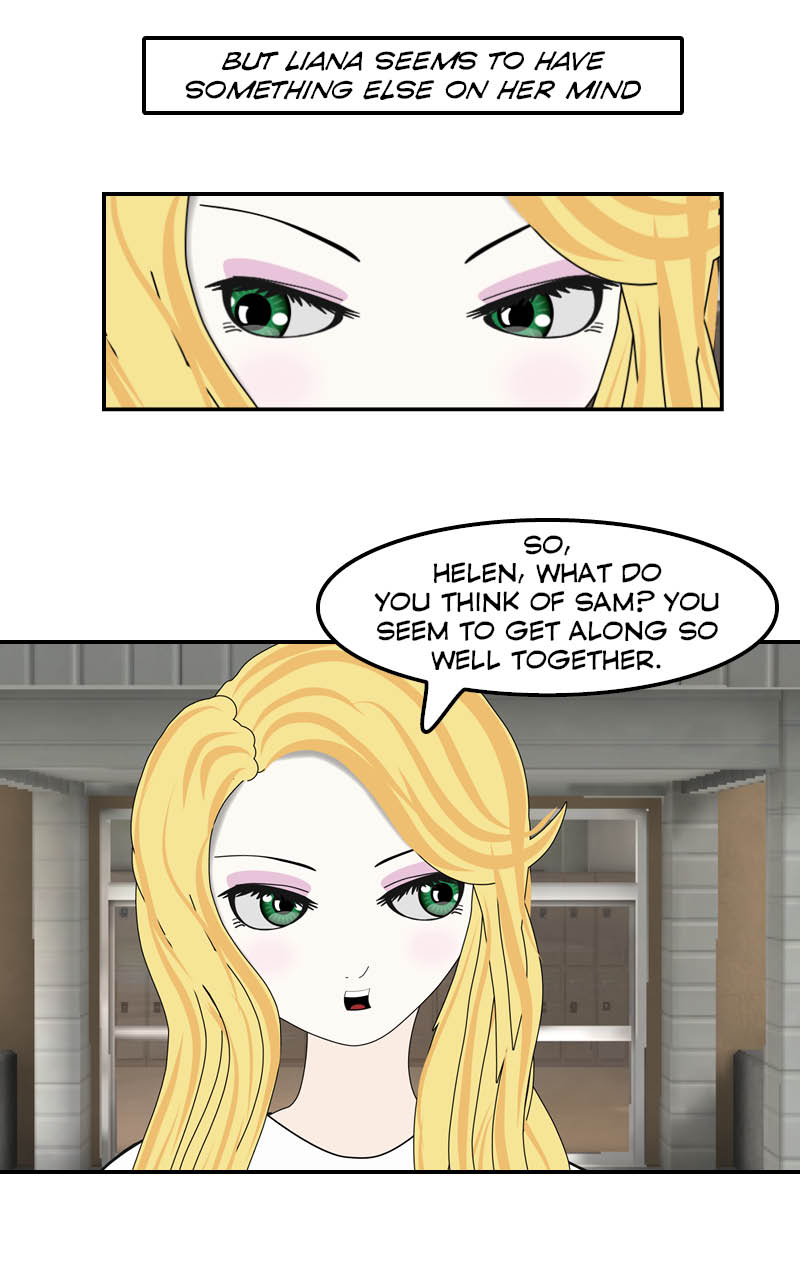 BUT LIANA SEEMS TO HAVE
SOMETHING ELSE ON HER MIND
SO,
HELEN, WHAT DO
YOU THINK OF SAM? YOU
SEEM TO GET ALONG SO
WELL TOGETHER.